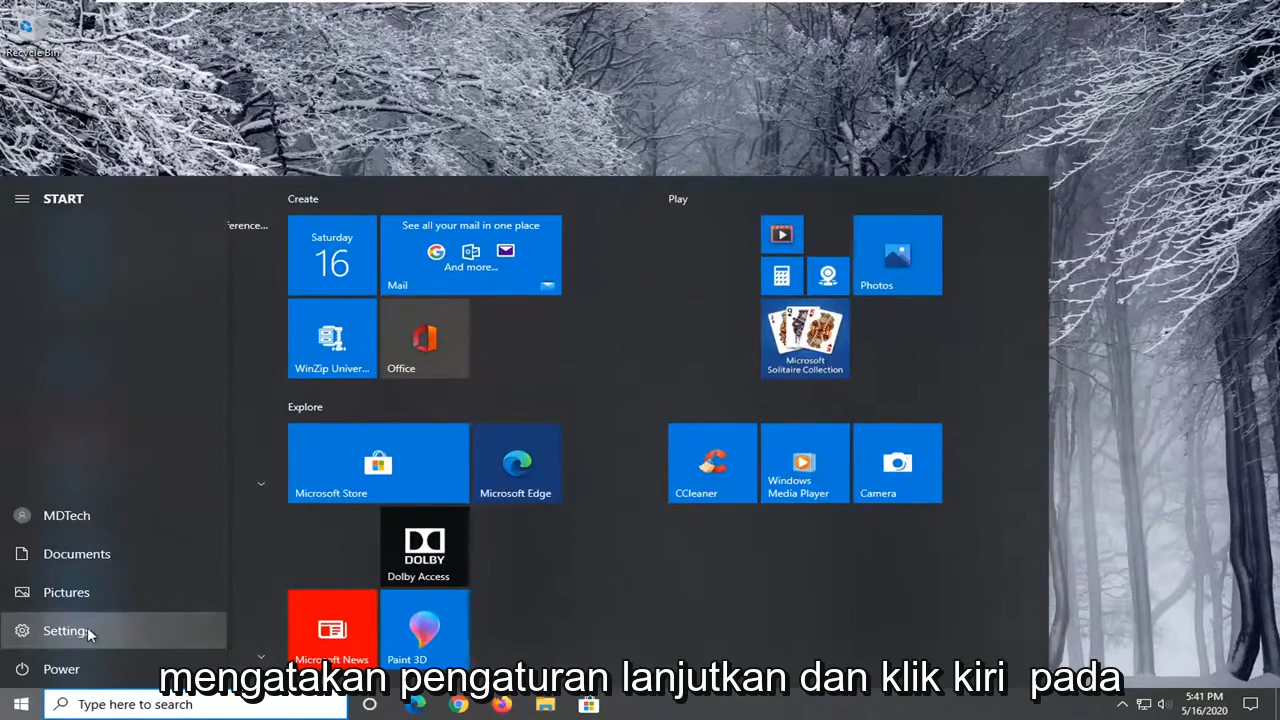 Recycle Bin
START
Create
Play
ference...
Saturday
16
See all your mail in one place
And more...
Mail
Photos
WinZip Univer...
Office
Microsoft
Solitaire Collection
Explore
Microsoft Store
Microsoft Edge
CCleaner
Windows
Media Player
Camera
MDTech
Documents
DOLBY
Dolby Access
Pictures
Settings
Microsoft News
Paint 3D
Power
mengatakan pengaturan lanjutkan dan klik kiri pada
Type here to search
5:41 PM
5/16/2020